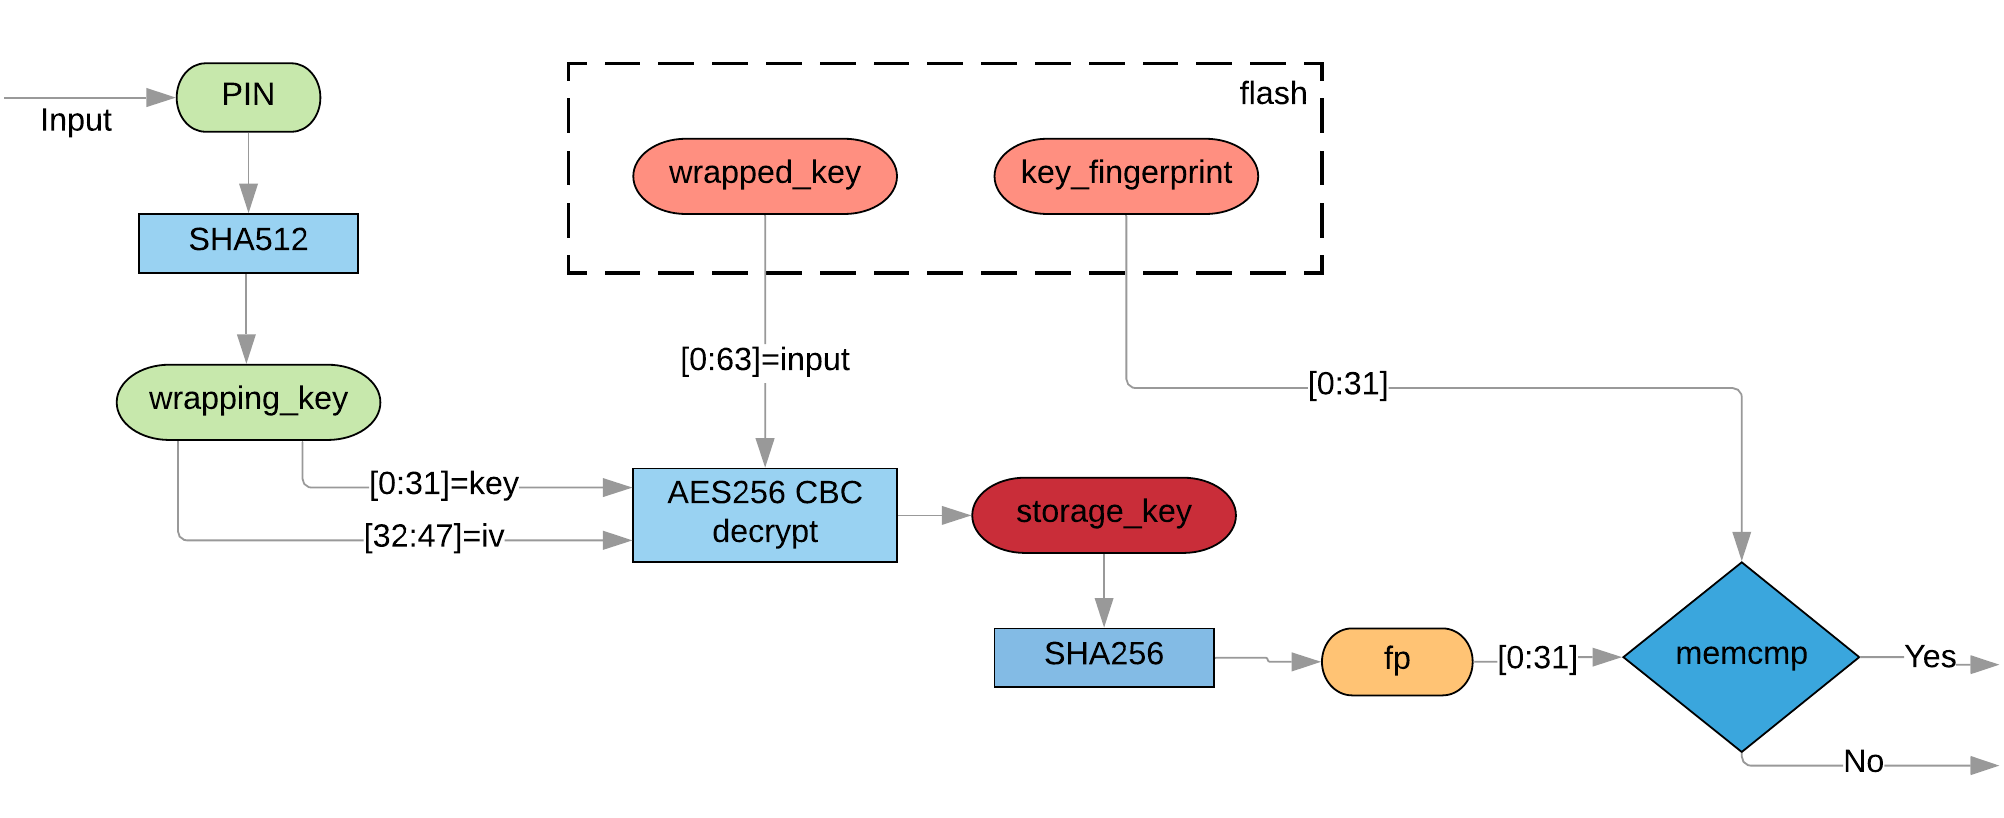 Input
PIN
flash
wrapped_key
key_fingerprint
SHA512
[0:63]=input
[0:31]
wrapping_key
[0:31]=key
[32:47]=iv
AES256 CBC
decrypt
storage_key
SHA256
fp
[0:31]
memcmp
Yes
No